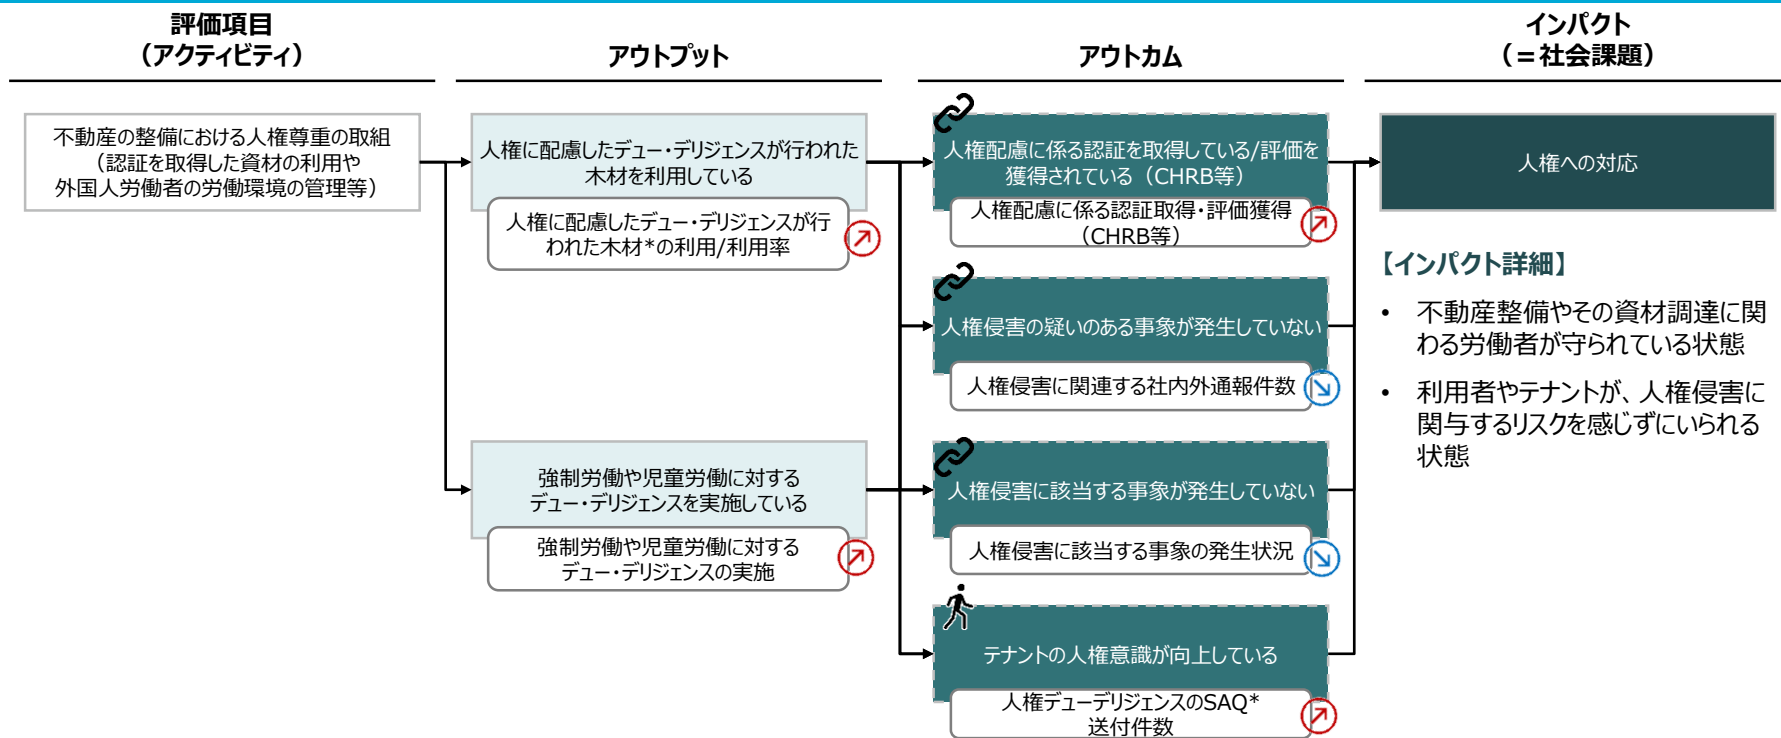 評価項目
(アクティビティ)
アウトプット
アウトカム
インパクト
(=社会課題)
不動産の整備における人権尊重の取組
(認証を取得した資材の利用や
外国人労働者の労働環境の管理等)
人権に配慮したデュー・デリジェンスが行われた
木材を利用している
人権に配慮したデュー・デリジェンスが行
われた木材*の利用/利用率
強制労働や児童労働に対する
デュー・デリジェンスを実施している
強制労働や児童労働に対する
デュー・デリジェンスの実施
人権配慮に係る認証を取得している/評価を
獲得されている(CHRB等)
人権配慮に係る認証取得・評価獲得
(CHRB等)
人権侵害の疑いのある事象が発生していない
人権侵害に関連する社内外通報件数
人権侵害に該当する事象が発生していない
人権侵害に該当する事象の発生状況
テナントの人権意識が向上している
人権デューデリジェンスのSAQ*
送付件数
人権への対応
【インパクト詳細】
• 不動産整備やその資材調達に関
わる労働者が守られている状態
• 利用者やテナントが、人権侵害に
関与するリスクを感じずにいられる
状態